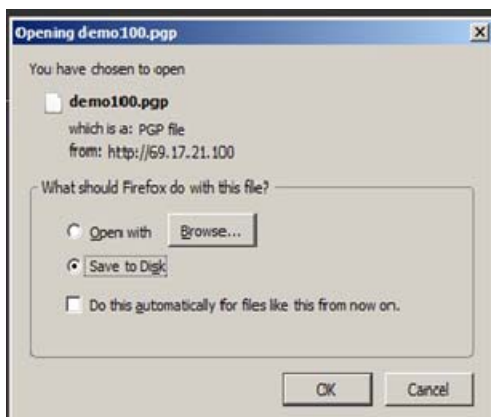 Opening demo100.pgp
You have chosen to open
demo100.pgp
which is a: PGP file
from: http://69.17.21.100
What should Firefox do with this file?
Open with Browse...
Save to Disk
Do this automatically for files like this from now on.
OK Cancel